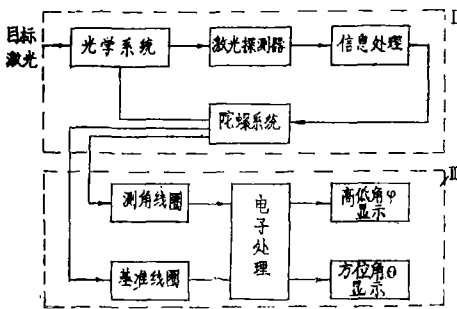 目标
激光
光学系统
激光探测器
信息处理
陀螺系统
II
测角线圈
基准线圈
电子处理
高低角φ
显示
方位角θ
显示
III